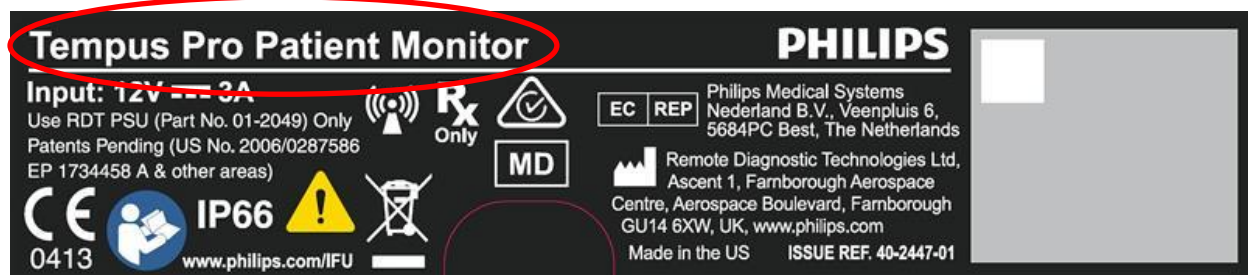 Tempus Pro Patient Monitor
PHILIPS
Input: 12V 3A
Use RDT PSU (Part No. 01-2049) Only
Patents Pending (US No. 2006/0287586
EP 1734458 A & other areas)
Rx
Only
MD
CE
0413
IP66
www.philips.com/IFU
EC REP
Philips Medical Systems
Nederland B.V., Veenpluis 6,
5684PC Best, The Netherlands
Remote Diagnostic Technologies Ltd,
Ascent 1, Farnborough Aerospace
Centre, Aerospace Boulevard, Farnborough
GU14 6XW, UK, www.philips.com
Made in the US ISSUE REF. 40-2447-01